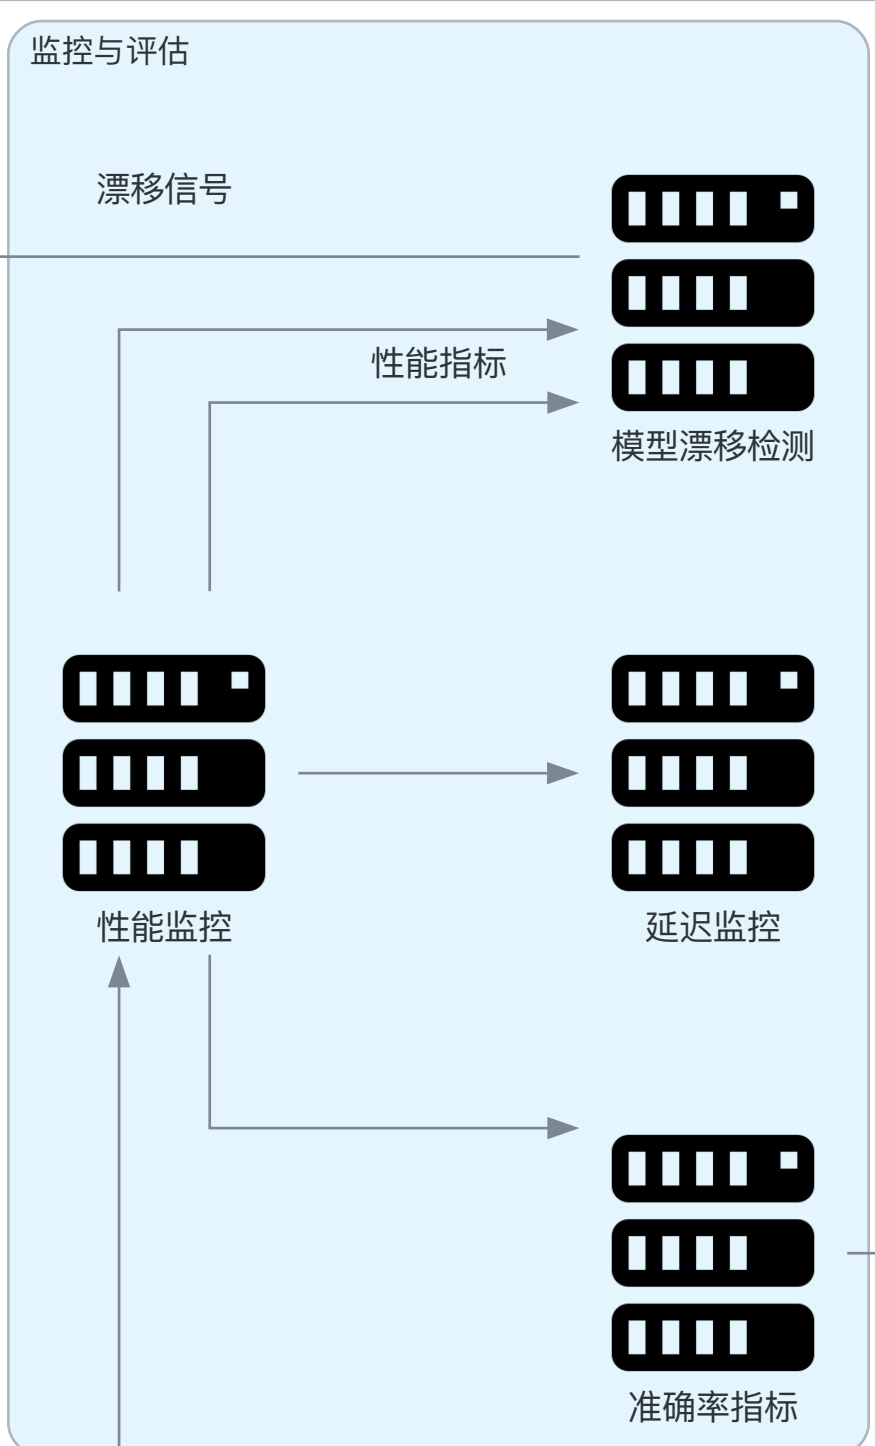 监控与评估
漂移信号
性能指标
模型漂移检测
性能监控
延迟监控
准确率指标